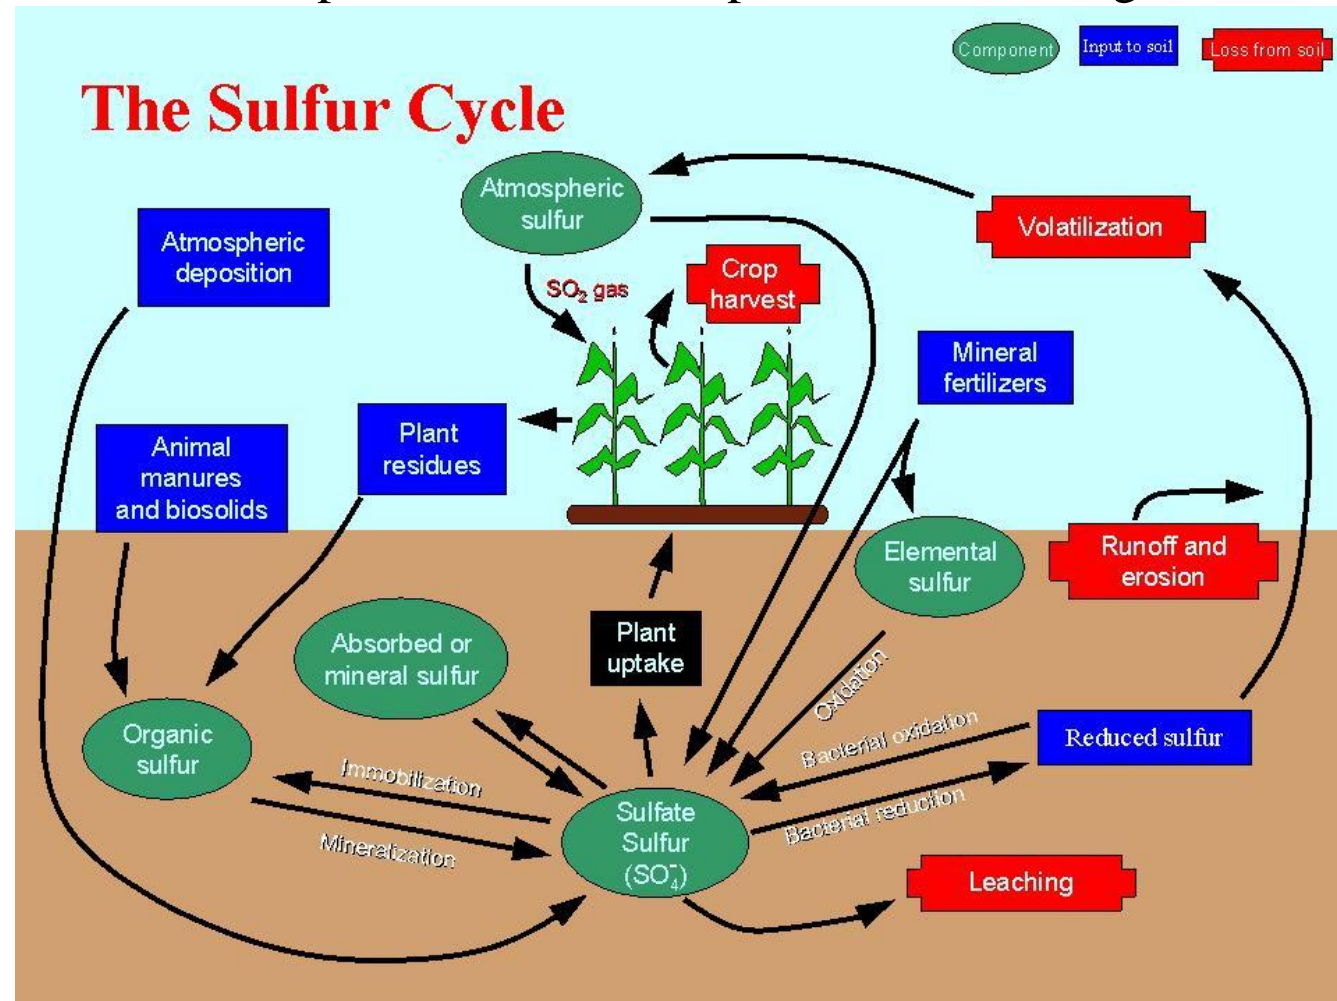 Component
Input to soil
Loss from soil
The Sulfur Cycle
Atmospheric
sulfur
Volatilization
Atmospheric
deposition
SO₂ gas
Crop
harvest
Mineral
fertilizers
Plant
residues
Animal
manures
and biosolids
Elemental
sulfur
Runoff and
erosion
Absorbed or
mineral sulfur
Plant
uptake
Oxidation
Organic
sulfur
Bacterial oxidation
Reduced sulfur
Immobilization
Mineralization
Sulfate
Sulfur
(SO₄⁻)
Bacterial reduction
Leaching